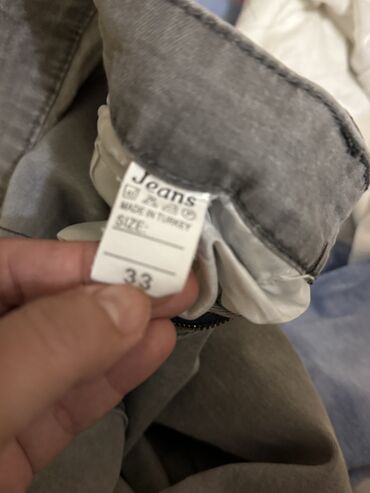 Jeans
MADE IN TURKEY
SIZE:-
33